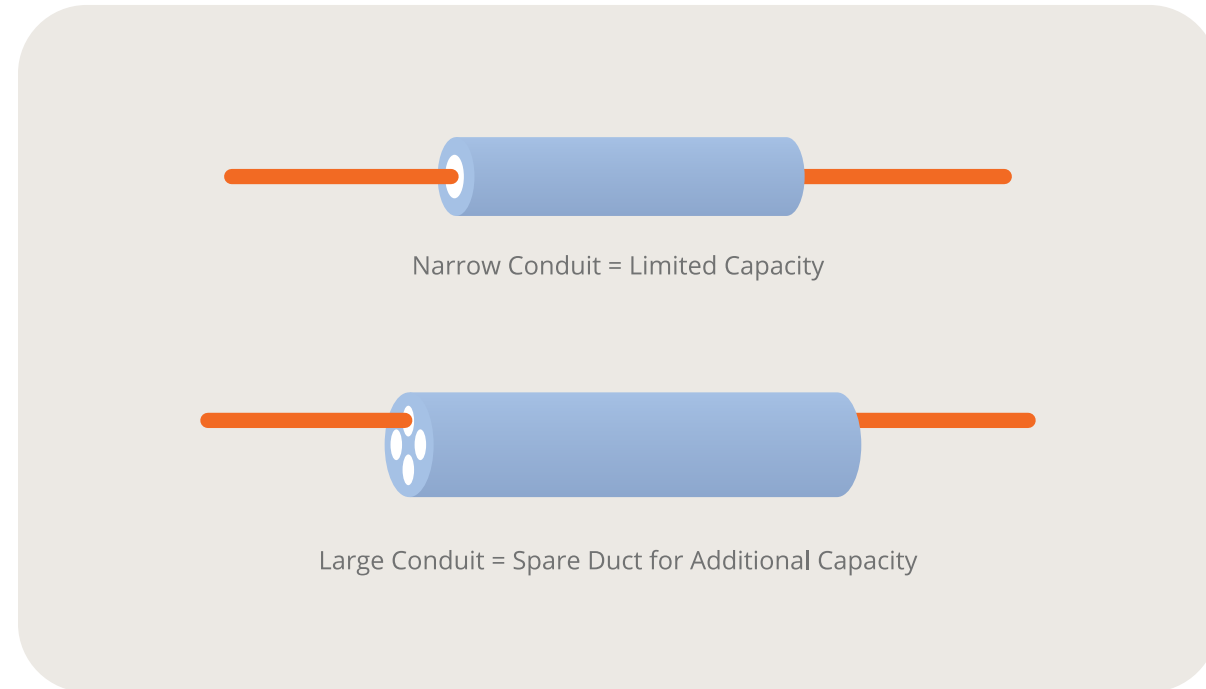 Narrow Conduit = Limited Capacity
Large Conduit = Spare Duct for Additional Capacity